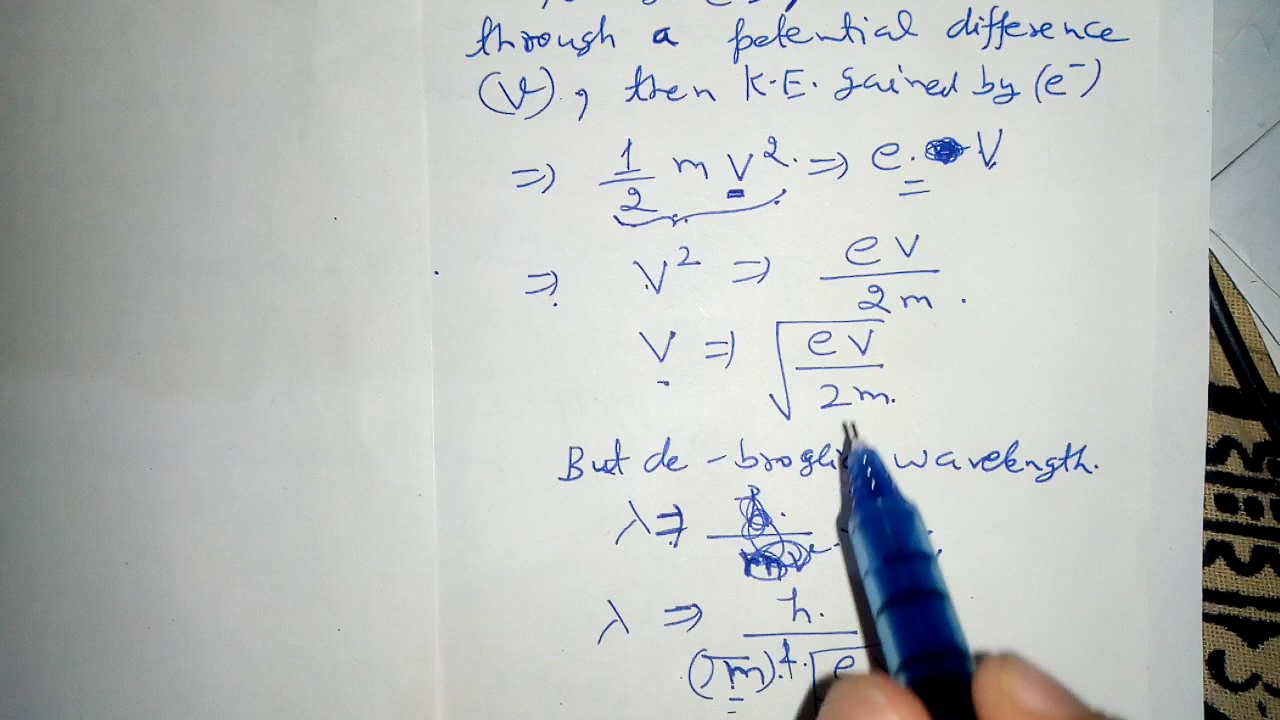 through a potential difference
(V), then K.E. gained by (e⁻)
⇒ 1/2 m v² ⇒ e. V
⇒ V² ⇒ eV/2m.
V ⇒ √(eV/2m.)
But de-broglie wavelength.
λ ⇒
λ ⇒ h.